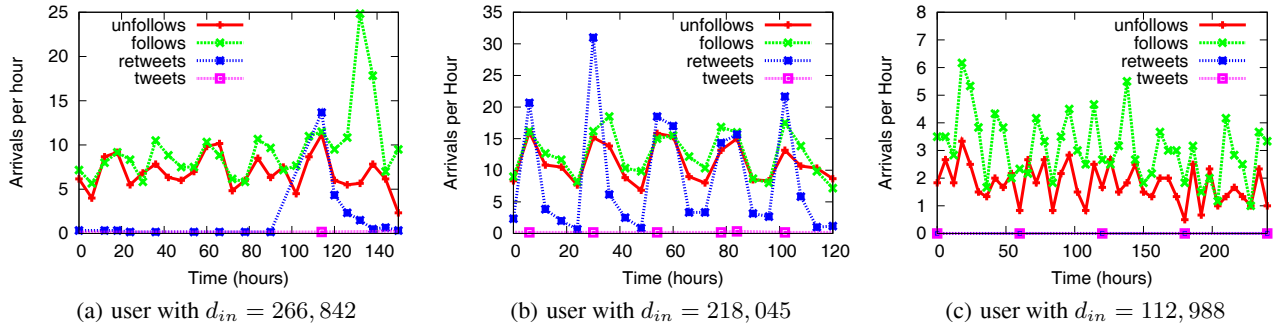 Arrivals per Hour
25
20
15
10
5
0
unfollows
follows
retweets
tweets
0 20 40 60 80 100 120 140
Time (hours)
(a) user with d_in = 266, 842
Arrivals per Hour
35
30
25
20
15
10
5
0
unfollows
follows
retweets
tweets
0 20 40 60 80 100 120
Time (hours)
(b) user with d_in = 218, 045
Arrivals per Hour
8
7
6
5
4
3
2
1
0
unfollows
follows
retweets
tweets
0 50 100 150 200
Time (hours)
(c) user with d_in = 112, 988